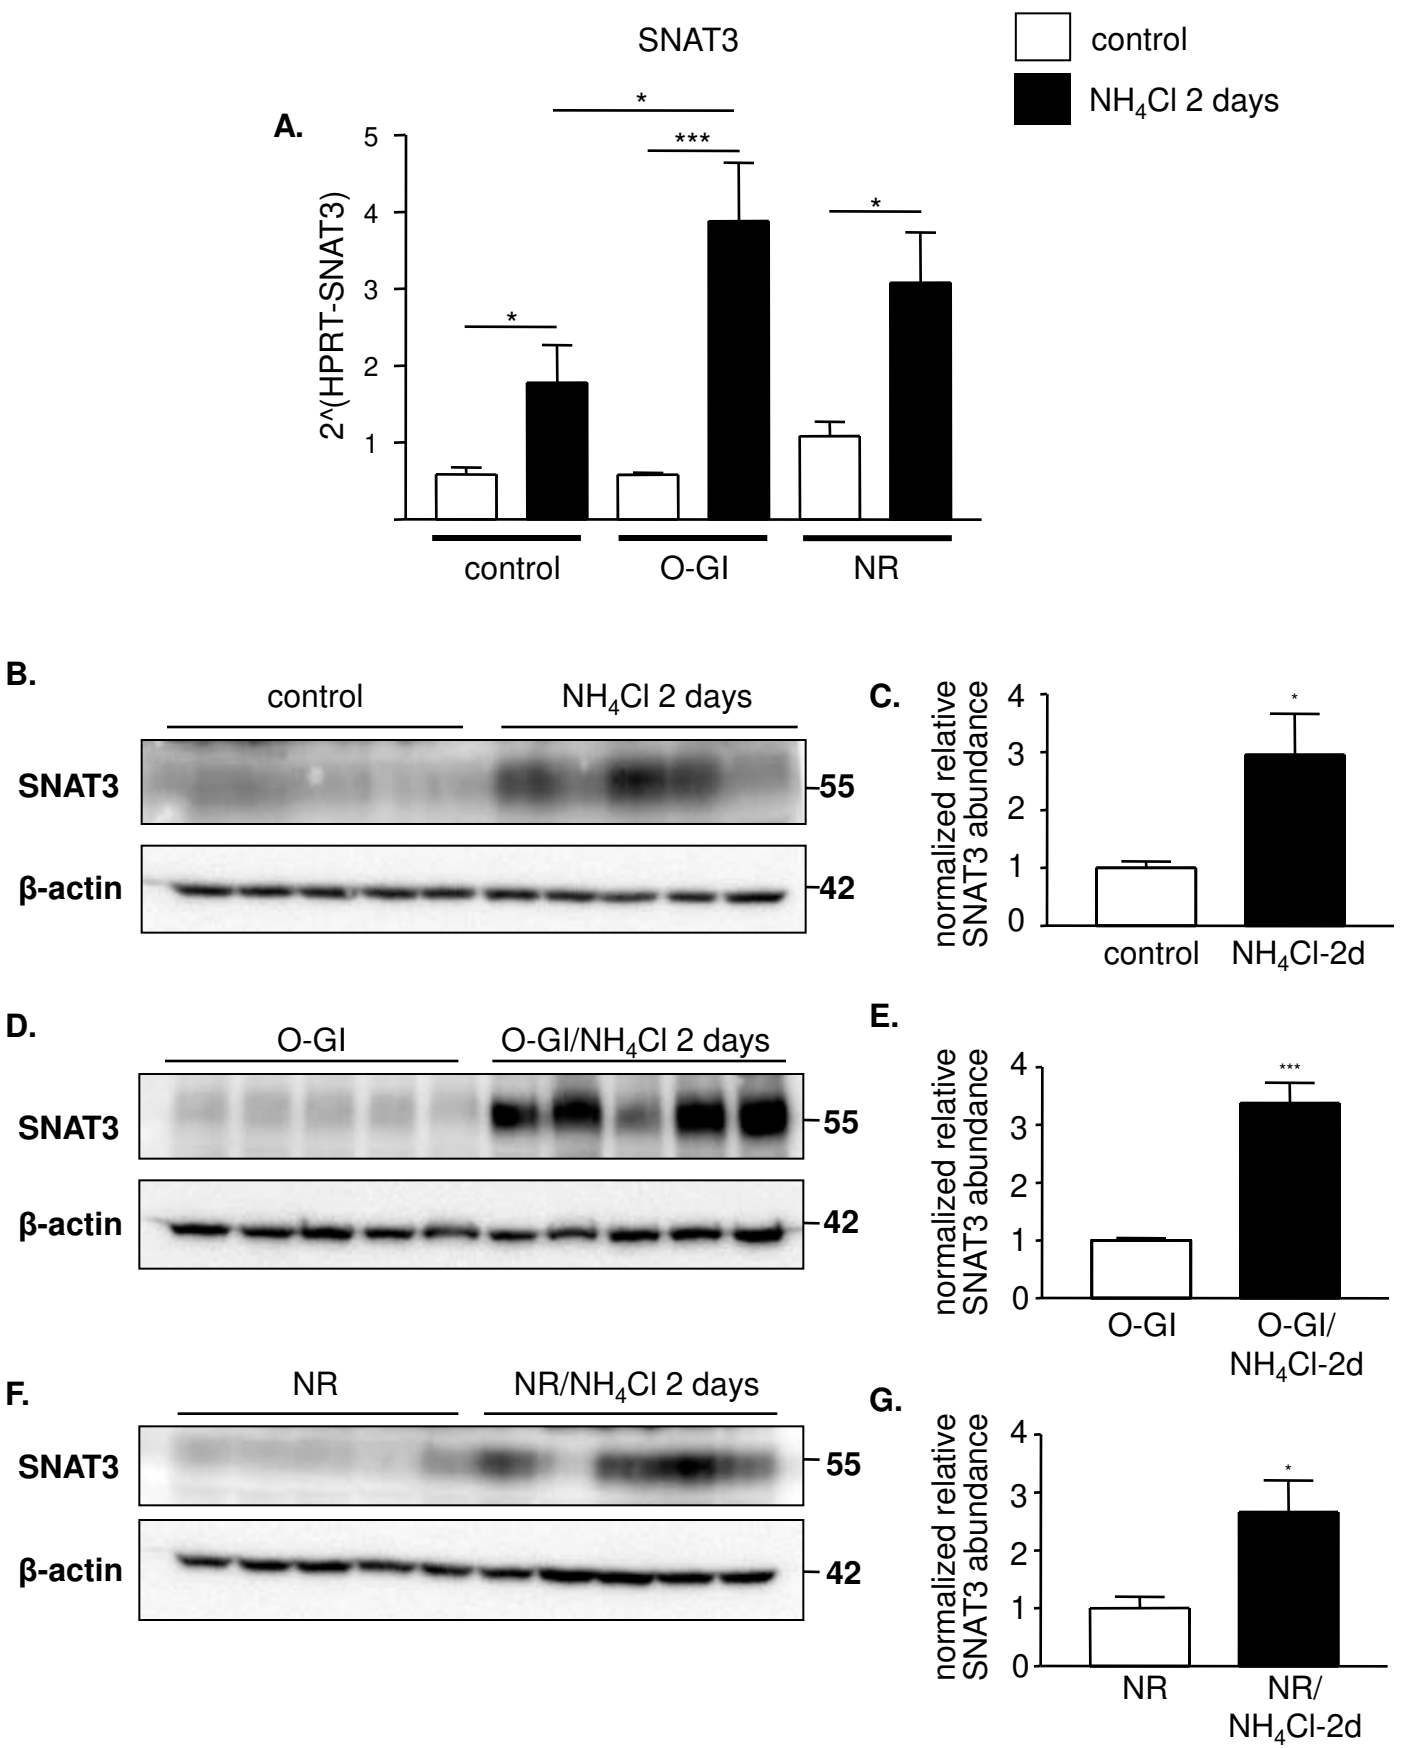 SNAT3
control
NH₄Cl 2 days
A.
2^(HPRT-SNAT3)
5
4
3
2
1
*
***
*
*
control
O-GI
NR
B.
control
NH₄Cl 2 days
SNAT3
55
β-actin
42
C.
normalized relative
SNAT3 abundance
4
3
2
1
0
*
control
NH₄Cl-2d
D.
O-GI
O-GI/NH₄Cl 2 days
SNAT3
55
β-actin
42
E.
normalized relative
SNAT3 abundance
4
3
2
1
0
***
O-GI
O-GI/
NH₄Cl-2d
F.
NR
NR/NH₄Cl 2 days
SNAT3
55
β-actin
42
G.
normalized relative
SNAT3 abundance
4
3
2
1
0
*
NR
NR/
NH₄Cl-2d